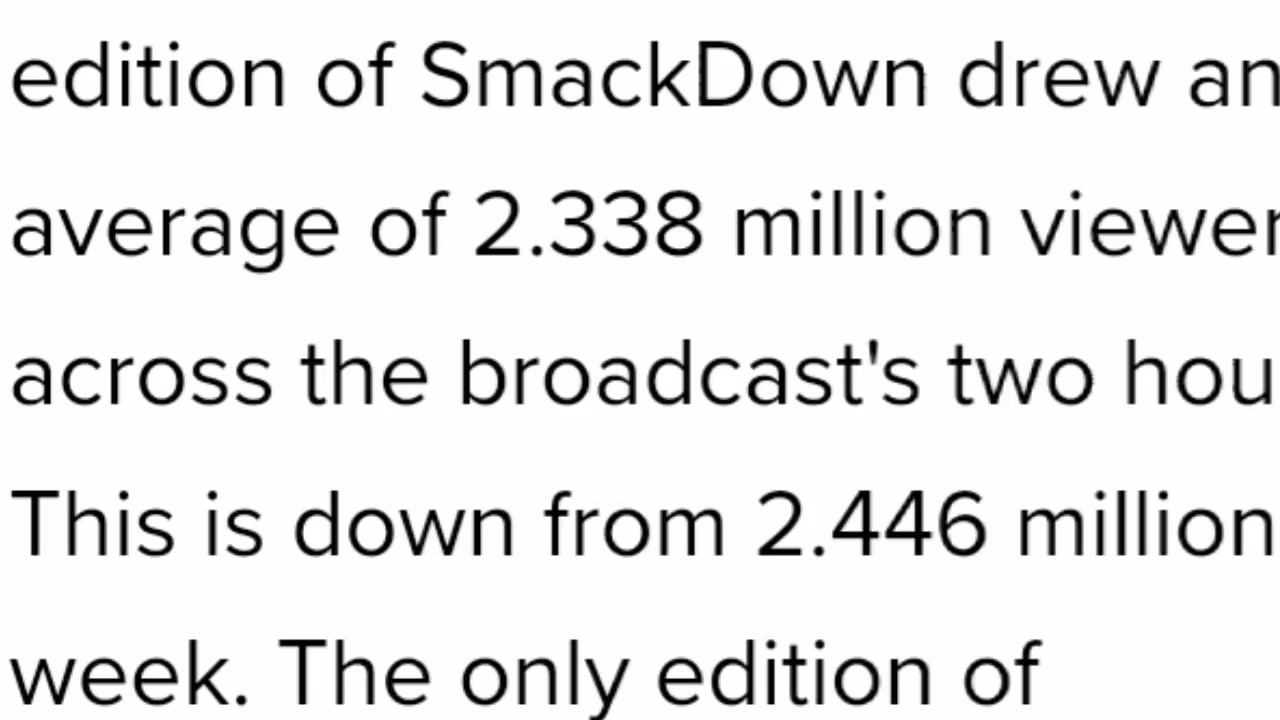 edition of SmackDown drew an
average of 2.338 million viewer
across the broadcast's two hou
This is down from 2.446 million
week. The only edition of